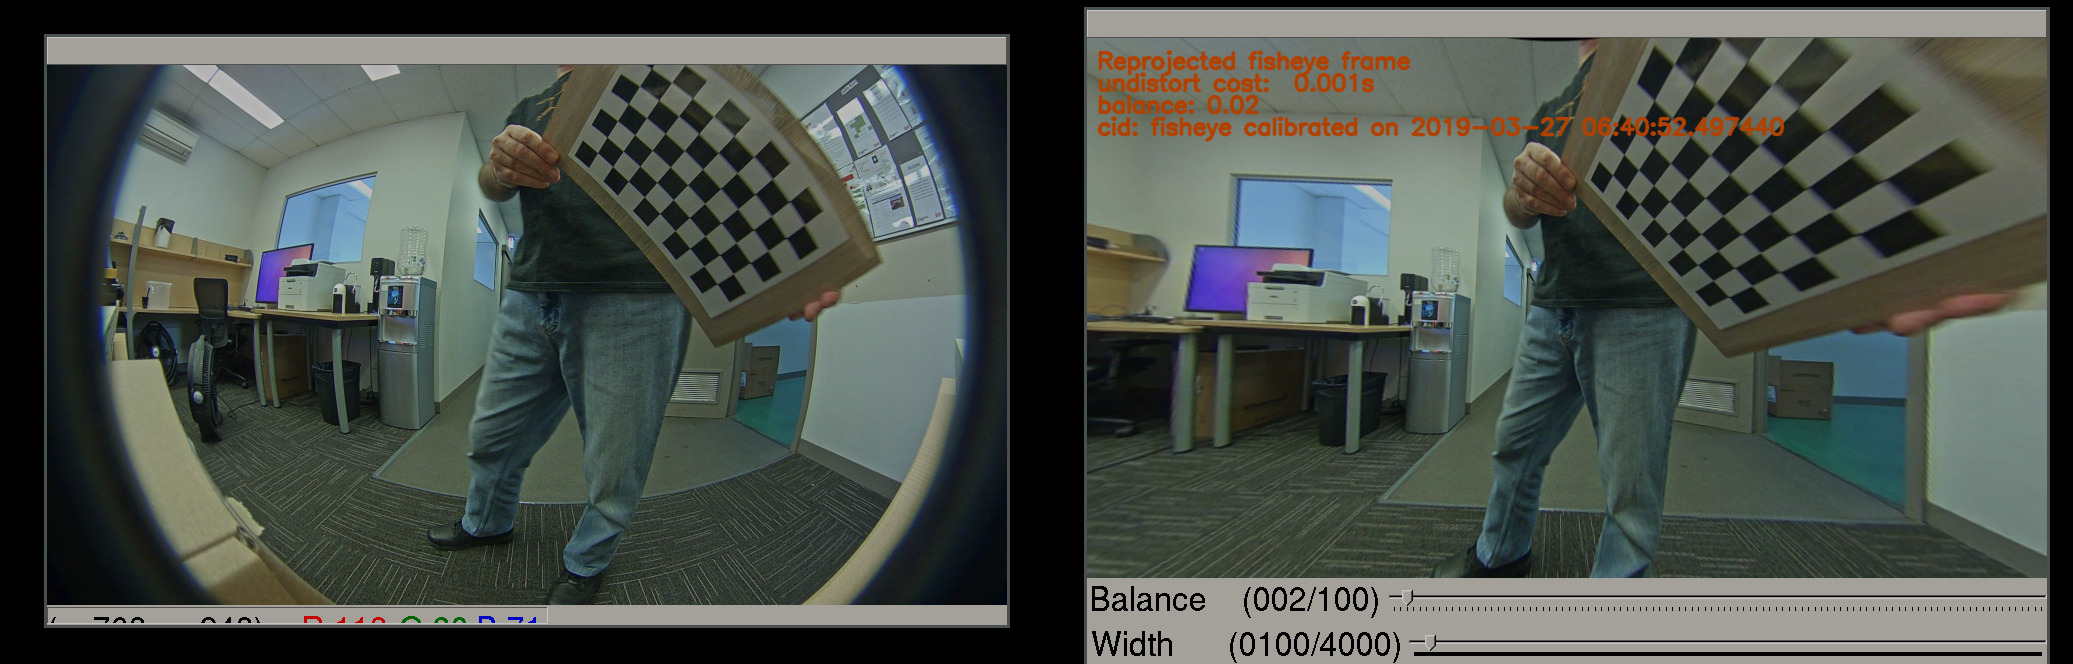 Reprojected fisheye frame
undistort cost:  0.001s
balance: 0.02
cid: fisheye calibrated on 2019-03-27 06:40:52.497440
Balance (002/100)
Width (0100/4000)